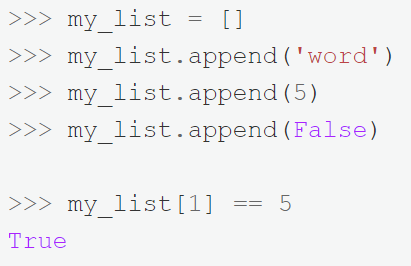 >>> my_list = []
>>> my_list.append('word')
>>> my_list.append(5)
>>> my_list.append(False)
>>> my_list[1] == 5
True